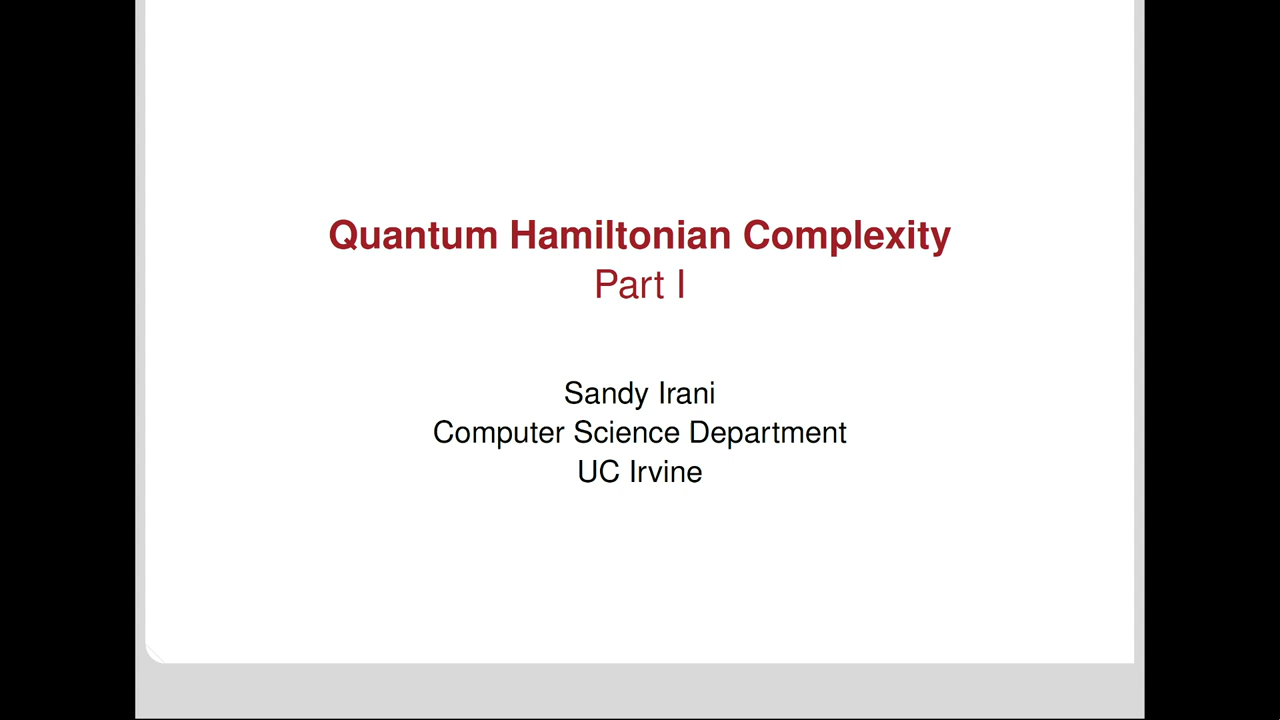 Quantum Hamiltonian Complexity
Part I
Sandy Irani
Computer Science Department
UC Irvine